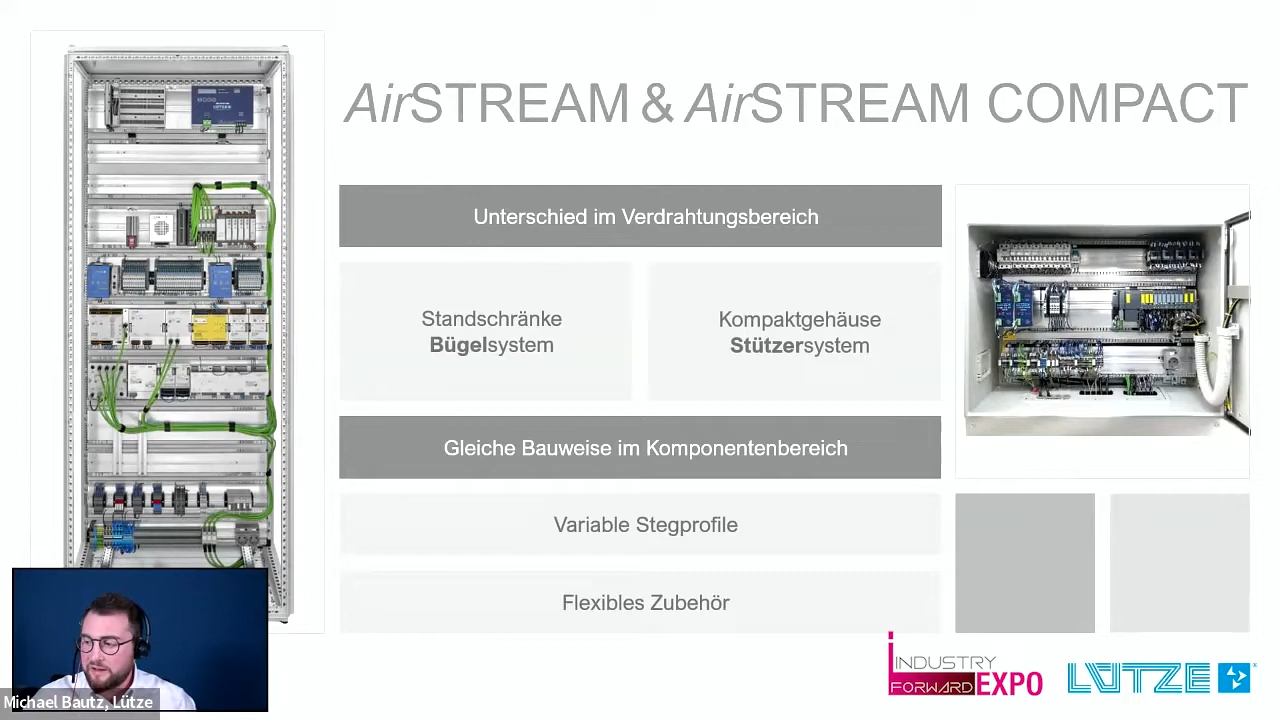 AirSTREAM & AirSTREAM COMPACT
Unterschied im Verdrahtungsbereich
Standschränke
Bügelsystem
Kompaktgehäuse
Stützersystem
Gleiche Bauweise im Komponentenbereich
Variable Stegprofile
Flexibles Zubehör
INDUSTRY
FORWARD EXPO
LÜTZE
Michael Bautz, Lütze